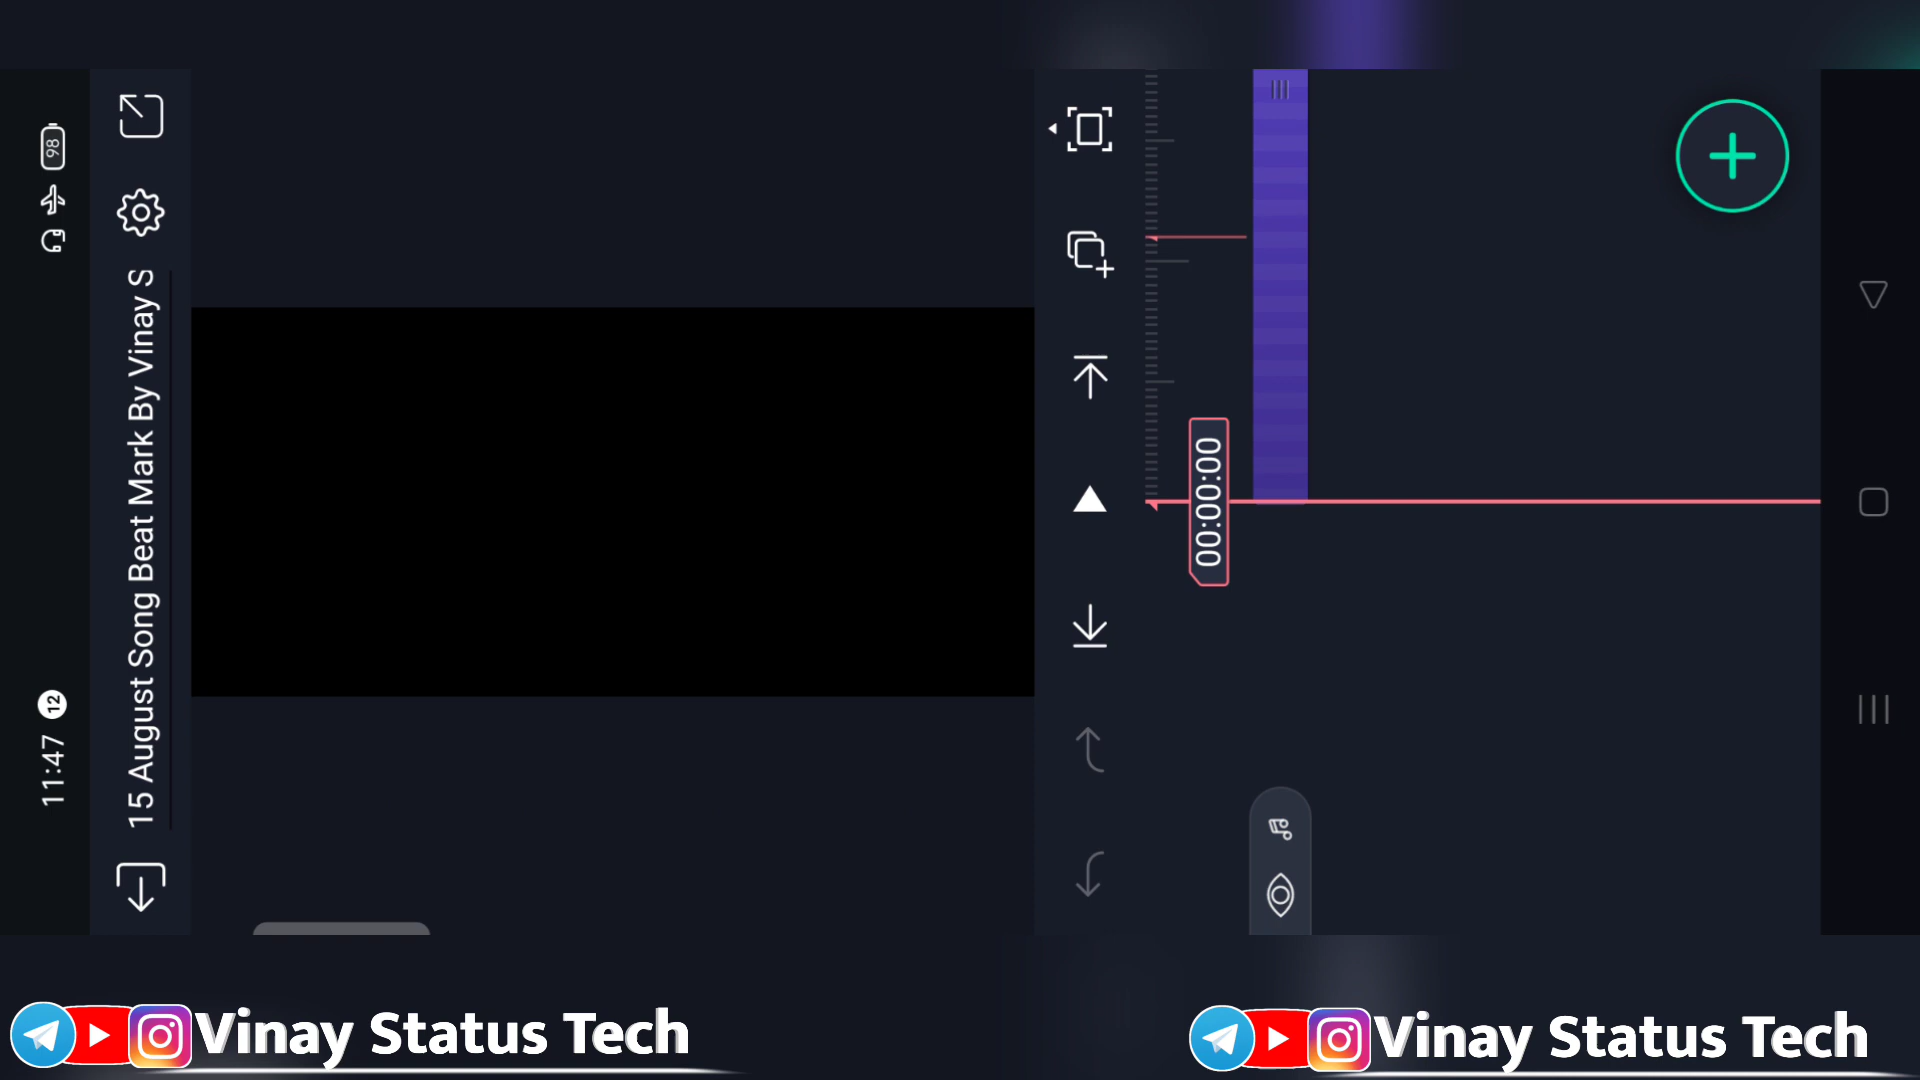 11:47 12 98
15 August Song Beat Mark By Vinay S
00:00:00
Vinay Status Tech
Vinay Status Tech